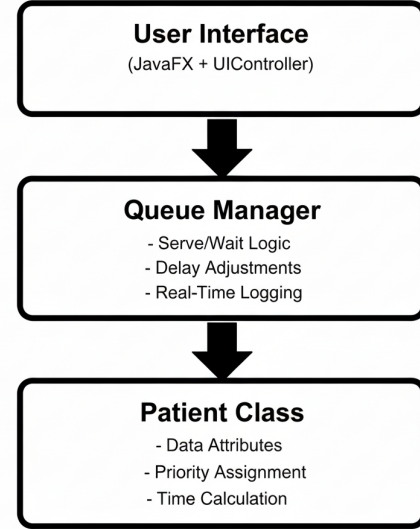 User Interface
(JavaFX + UIController)
Queue Manager
- Serve/Wait Logic
- Delay Adjustments
- Real-Time Logging
Patient Class
- Data Attributes
- Priority Assignment
- Time Calculation